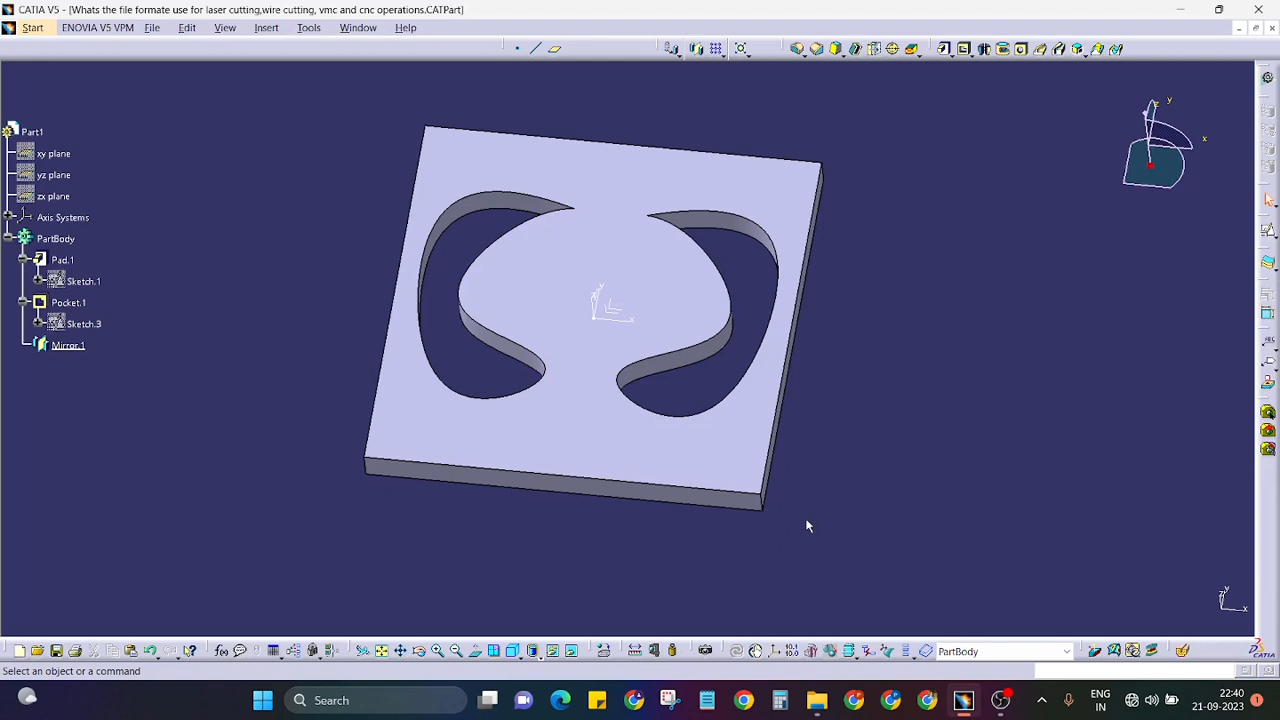 CATIA V5 - [Whats the file formate use for laser cutting,wire cutting, vmc and cnc operations.CATPart]
Start ENOVIA V5 VPM File Edit View Insert Tools Window Help
y
z
x
Part1
xy plane
yz plane
zx plane
Axis Systems
PartBody
Pad.1
Sketch.1
Pocket.1
Sketch.3
Mirror.1
PartBody
Select an object or a command
CATIA
Search
ENG
IN
22:40
21-09-2023